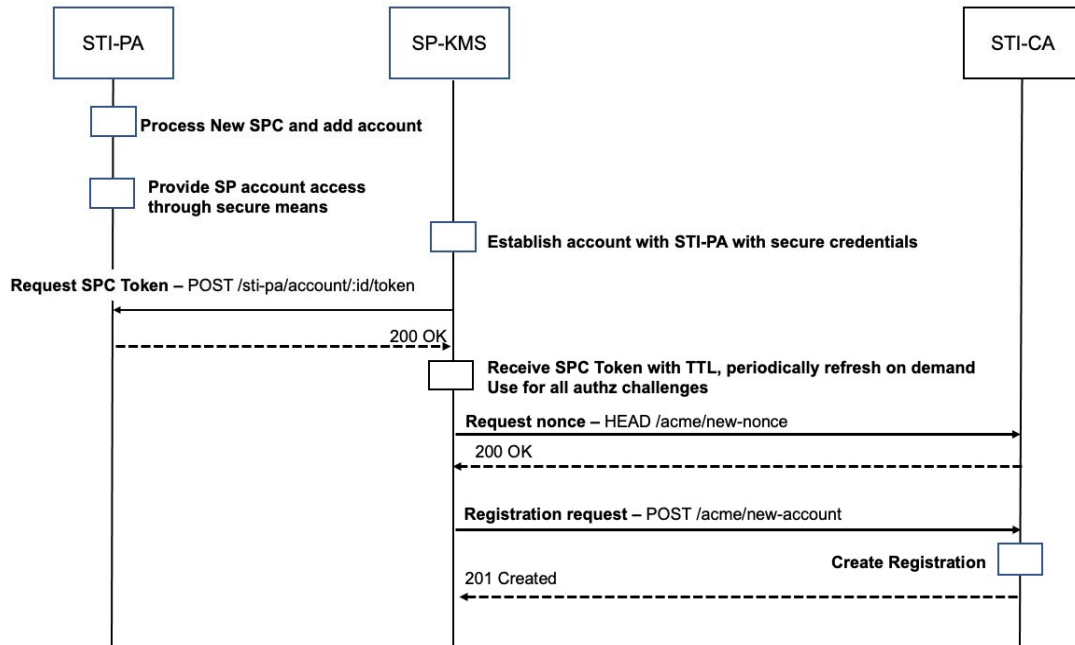 STI-PA
SP-KMS
STI-CA
Process New SPC and add account
Provide SP account access
through secure means
Establish account with STI-PA with secure credentials
Request SPC Token – POST /sti-pa/account/:id/token
200 OK
Receive SPC Token with TTL, periodically refresh on demand
Use for all authz challenges
Request nonce – HEAD /acme/new-nonce
200 OK
Registration request – POST /acme/new-account
Create Registration
201 Created